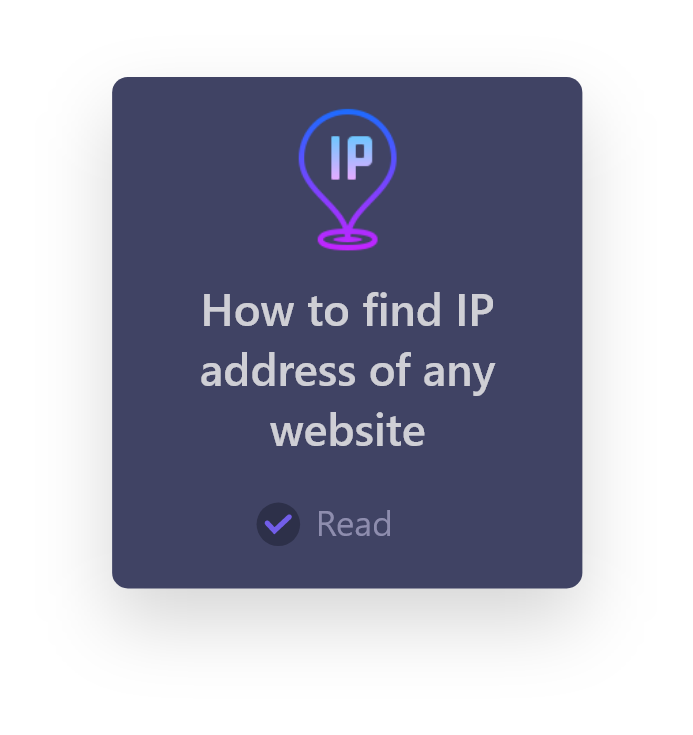 IP
How to find IP
address of any
website
Read